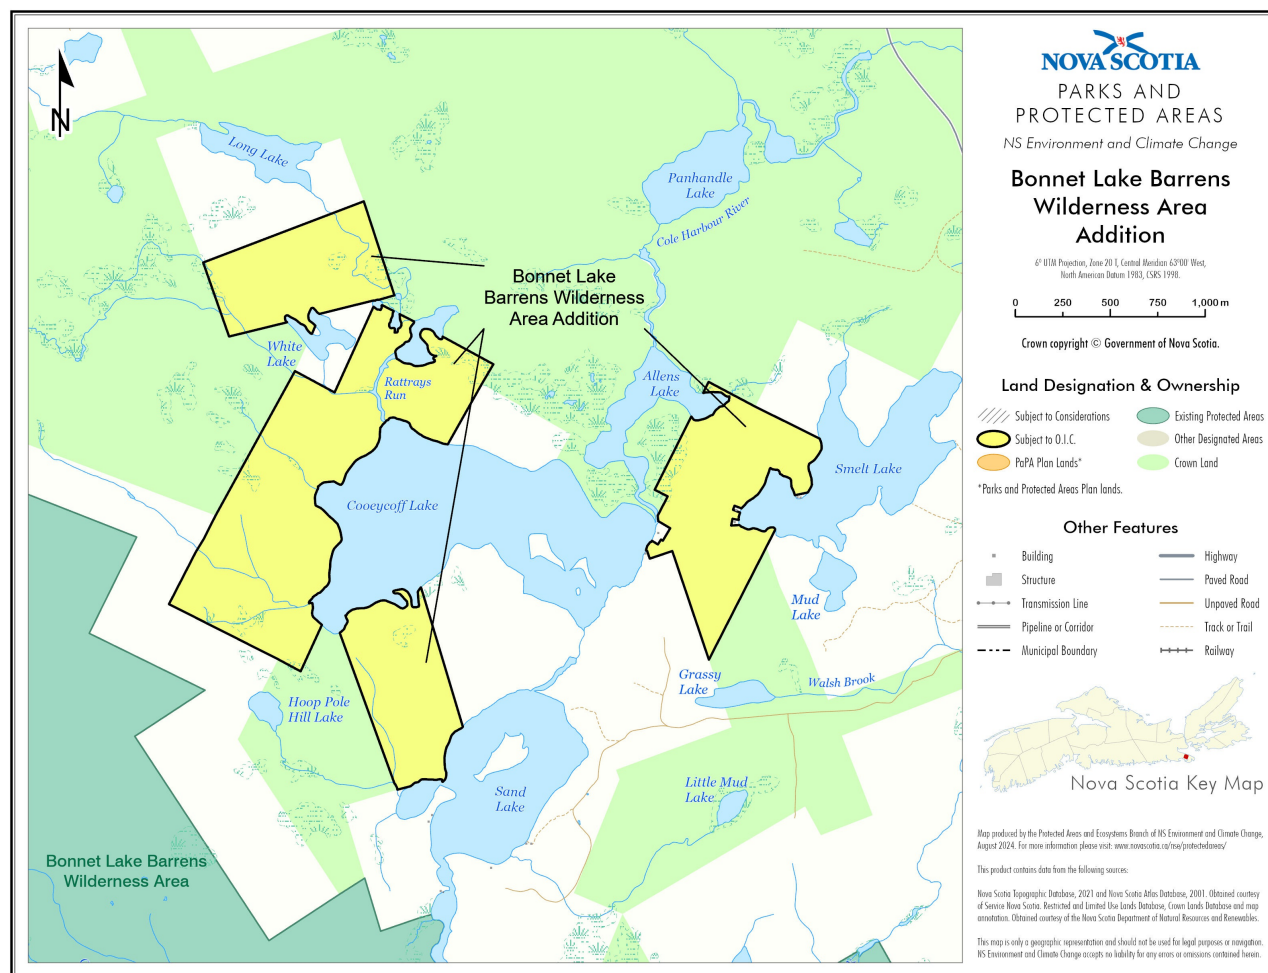 N
Long Lake
Panhandle
Lake
Cole Harbour River
Bonnet Lake
Barrens Wilderness
Area Addition
White
Lake
Rattrays
Run
Allens
Lake
Smelt Lake
Cooeycoff Lake
Mud
Lake
Grassy
Lake
Walsh Brook
Hoop Pole
Hill Lake
Sand
Lake
Little Mud
Lake
Bonnet Lake Barrens
Wilderness Area
NOVA SCOTIA
PARKS AND
PROTECTED AREAS
NS Environment and Climate Change
Bonnet Lake Barrens
Wilderness Area
Addition
6° UTM Projection, Zone 20 T, Central Meridian 63°00' West,
North American Datum 1983, CSRS 1998.
0 250 500 750 1,000 m
Crown copyright © Government of Nova Scotia.
Land Designation & Ownership
Subject to Considerations
Existing Protected Areas
Subject to O.I.C.
Other Designated Areas
PaPA Plan Lands*
Crown Land
*Parks and Protected Areas Plan lands.
Other Features
Building
Highway
Structure
Paved Road
Transmission Line
Unpaved Road
Pipeline or Corridor
Track or Trail
Municipal Boundary
Railway
Nova Scotia Key Map
Map produced by the Protected Areas and Ecosystems Branch of NS Environment and Climate Change,
August 2024. For more information please visit: www.novascotia.ca/nse/protectedareas/
This product contains data from the following sources:
Nova Scotia Topographic Database, 2021 and Nova Scotia Atlas Database, 2001. Obtained courtesy
of Service Nova Scotia. Restricted and Limited Use Lands Database, Crown Lands Database and map
annotation. Obtained courtesy of the Nova Scotia Department of Natural Resources and Renewables.
This map is only a geographic representation and should not be used for legal purposes or navigation.
NS Environment and Climate Change accepts no liability for any errors or omissions contained herein.